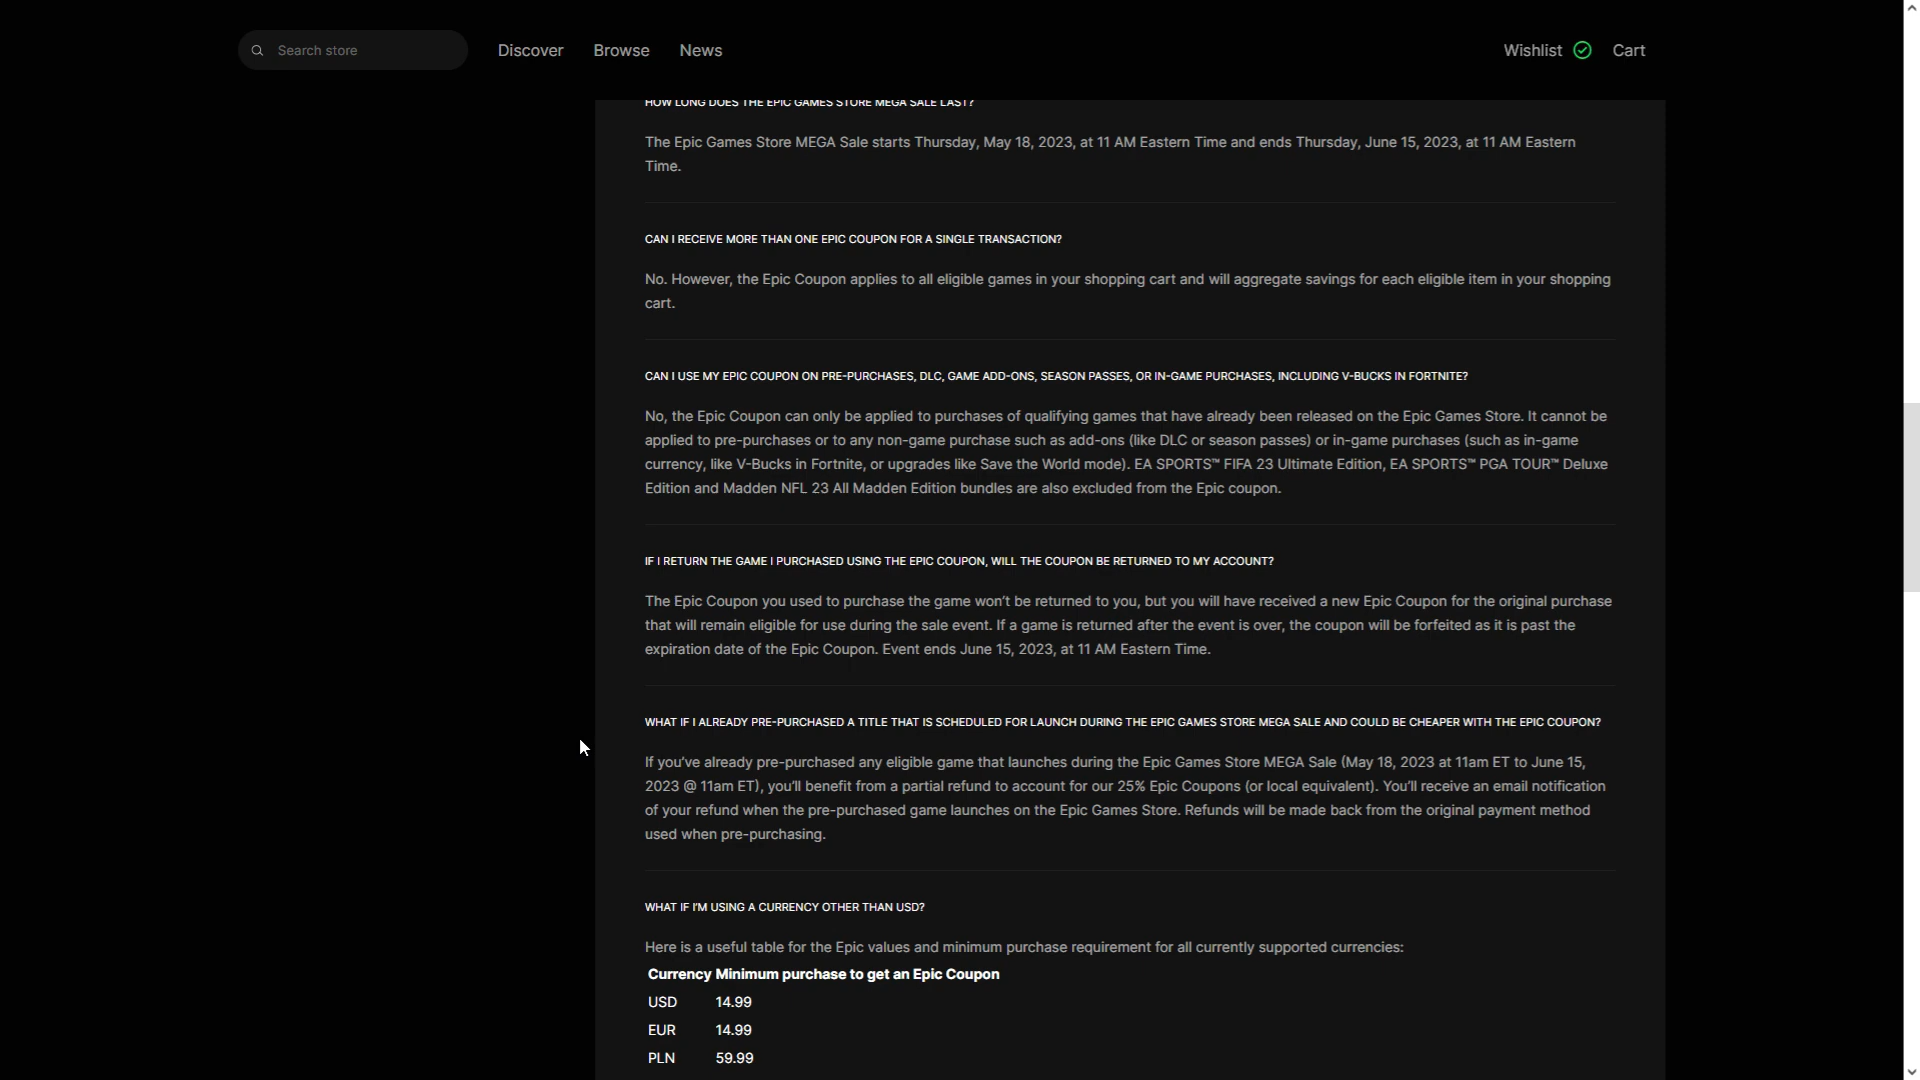 Search store
Discover
Browse
News
Wishlist
Cart
HOW LONG DOES THE EPIC GAMES STORE MEGA SALE LAST?
The Epic Games Store MEGA Sale starts Thursday, May 18, 2023, at 11 AM Eastern Time and ends Thursday, June 15, 2023, at 11 AM Eastern
Time.
CAN I RECEIVE MORE THAN ONE EPIC COUPON FOR A SINGLE TRANSACTION?
No. However, the Epic Coupon applies to all eligible games in your shopping cart and will aggregate savings for each eligible item in your shopping
cart.
CAN I USE MY EPIC COUPON ON PRE-PURCHASES, DLC, GAME ADD-ONS, SEASON PASSES, OR IN-GAME PURCHASES, INCLUDING V-BUCKS IN FORTNITE?
No, the Epic Coupon can only be applied to purchases of qualifying games that have already been released on the Epic Games Store. It cannot be
applied to pre-purchases or to any non-game purchase such as add-ons (like DLC or season passes) or in-game purchases (such as in-game
currency, like V-Bucks in Fortnite, or upgrades like Save the World mode). EA SPORTS™ FIFA 23 Ultimate Edition, EA SPORTS™ PGA TOUR™ Deluxe
Edition and Madden NFL 23 All Madden Edition bundles are also excluded from the Epic coupon.
IF I RETURN THE GAME I PURCHASED USING THE EPIC COUPON, WILL THE COUPON BE RETURNED TO MY ACCOUNT?
The Epic Coupon you used to purchase the game won't be returned to you, but you will have received a new Epic Coupon for the original purchase
that will remain eligible for use during the sale event. If a game is returned after the event is over, the coupon will be forfeited as it is past the
expiration date of the Epic Coupon. Event ends June 15, 2023, at 11 AM Eastern Time.
WHAT IF I ALREADY PRE-PURCHASED A TITLE THAT IS SCHEDULED FOR LAUNCH DURING THE EPIC GAMES STORE MEGA SALE AND COULD BE CHEAPER WITH THE EPIC COUPON?
If you've already pre-purchased any eligible game that launches during the Epic Games Store MEGA Sale (May 18, 2023 at 11am ET to June 15,
2023 @ 11am ET), you'll benefit from a partial refund to account for our 25% Epic Coupons (or local equivalent). You'll receive an email notification
of your refund when the pre-purchased game launches on the Epic Games Store. Refunds will be made back from the original payment method
used when pre-purchasing.
WHAT IF I'M USING A CURRENCY OTHER THAN USD?
Here is a useful table for the Epic values and minimum purchase requirement for all currently supported currencies:
Currency Minimum purchase to get an Epic Coupon
USD 14.99
EUR 14.99
PLN 59.99